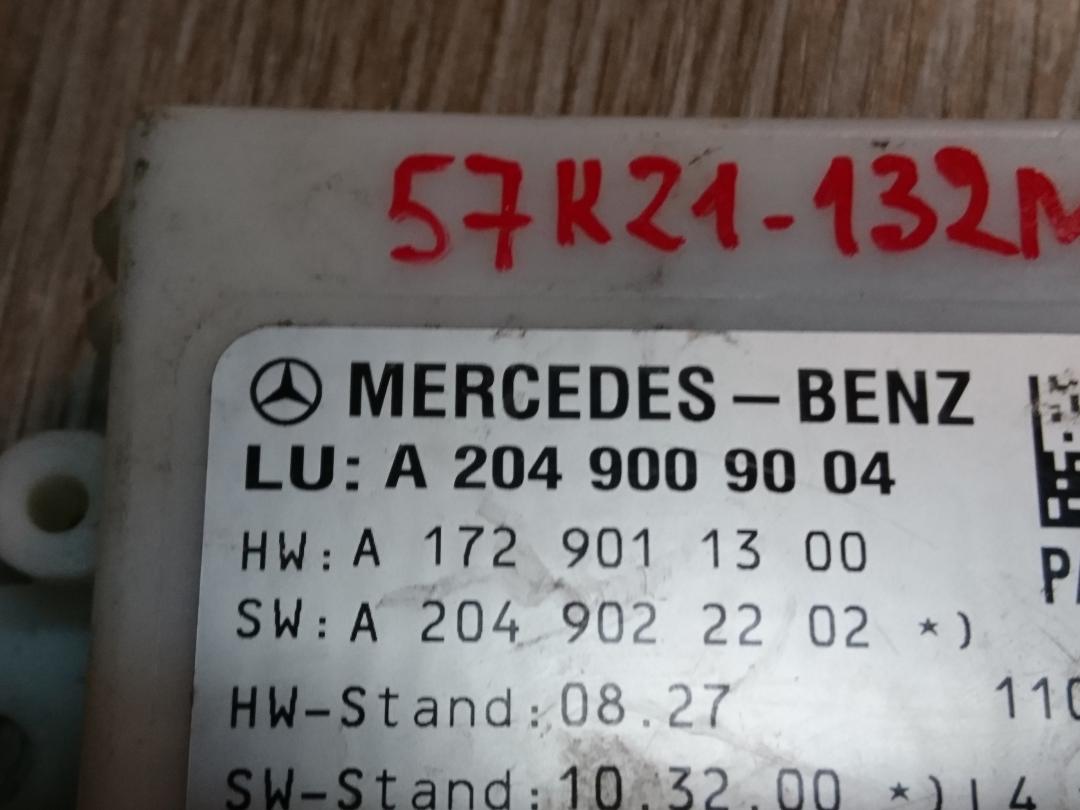 57K21-132M
MERCEDES-BENZ
LU: A 204 900 90 04
HW: A 172 901 13 00
SW: A 204 902 22 02 *)
HW-Stand: 08.27 110
SW-Stand: 10.32.00 *)